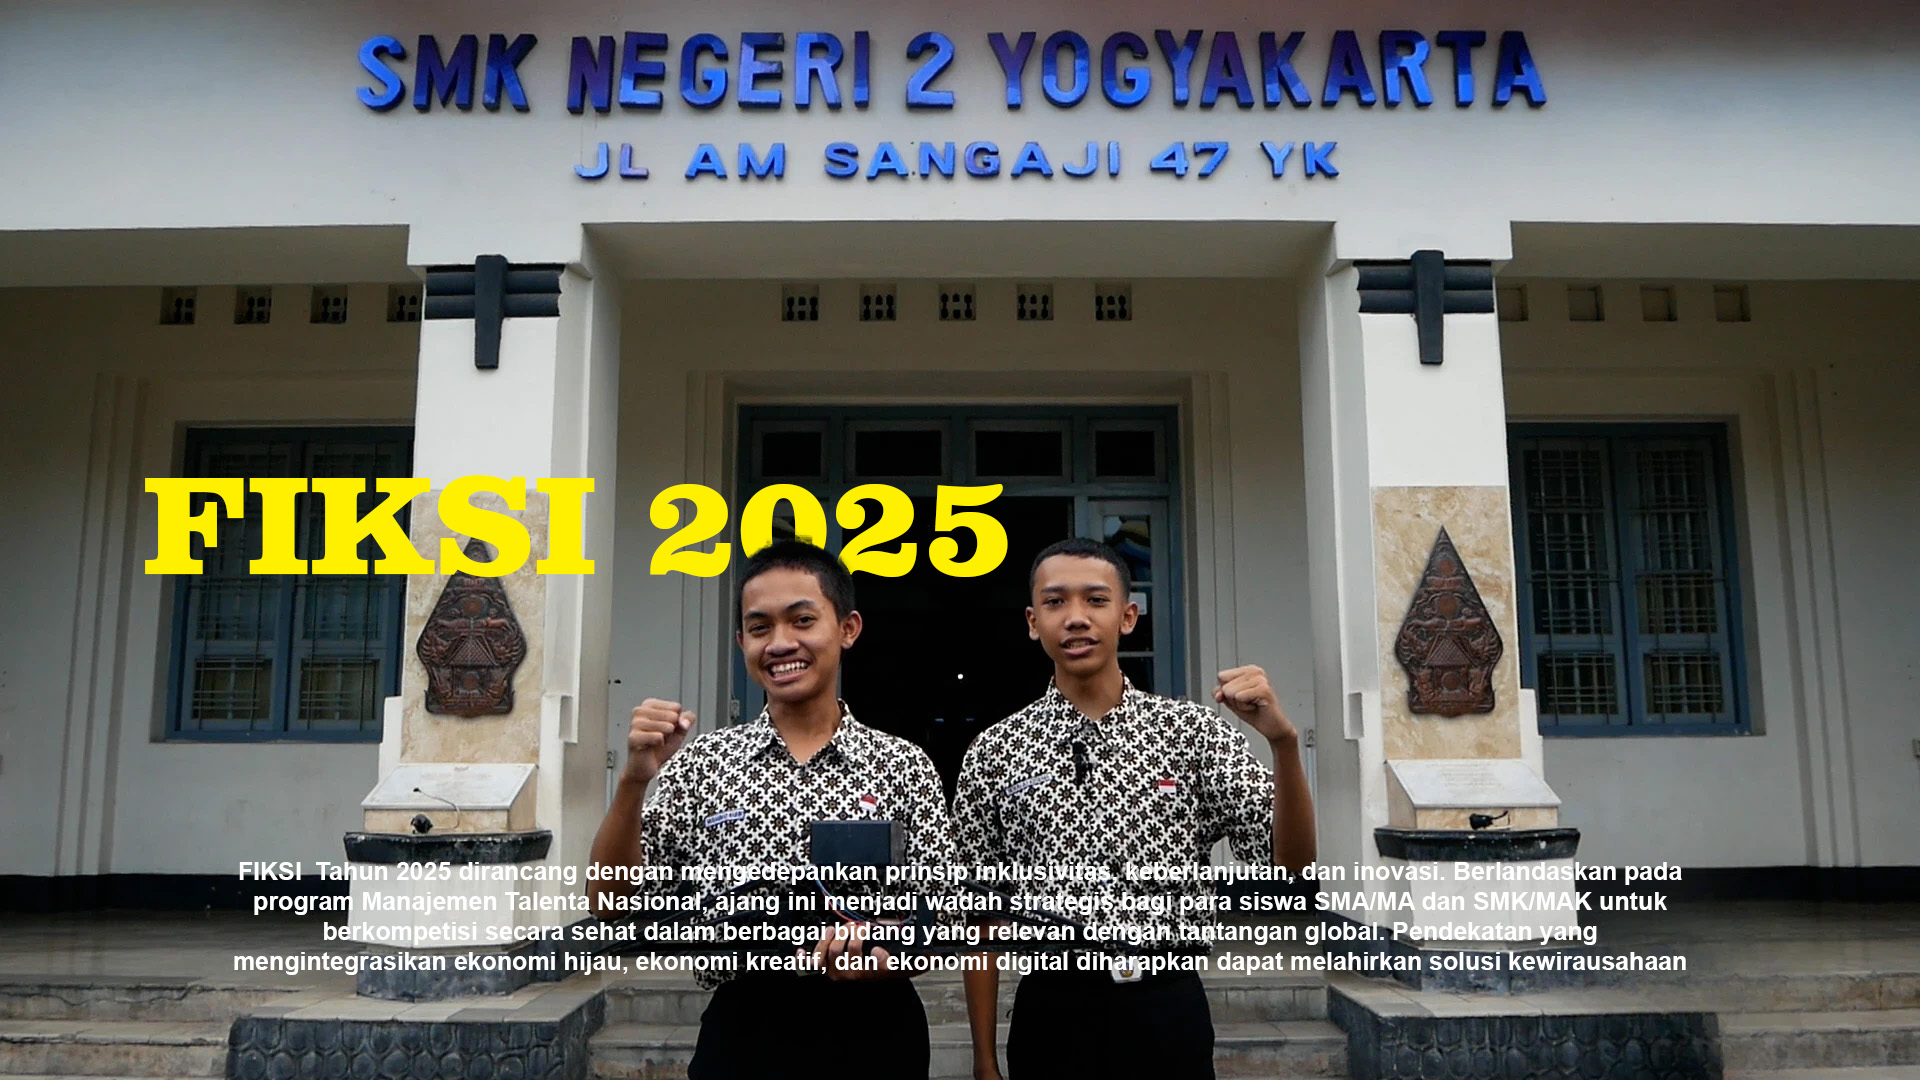 SMK NEGERI 2 YOGYAKARTA
JL AM SANGAJI 47 YK
FIKSI 2025
FIKSI Tahun 2025 dirancang dengan mengedepankan prinsip inklusivitas, keberlanjutan, dan inovasi. Berlandaskan pada
program Manajemen Talenta Nasional, ajang ini menjadi wadah strategis bagi para siswa SMA/MA dan SMK/MAK untuk
berkompetisi secara sehat dalam berbagai bidang yang relevan dengan tantangan global. Pendekatan yang
mengintegrasikan ekonomi hijau, ekonomi kreatif, dan ekonomi digital diharapkan dapat melahirkan solusi kewirausahaan